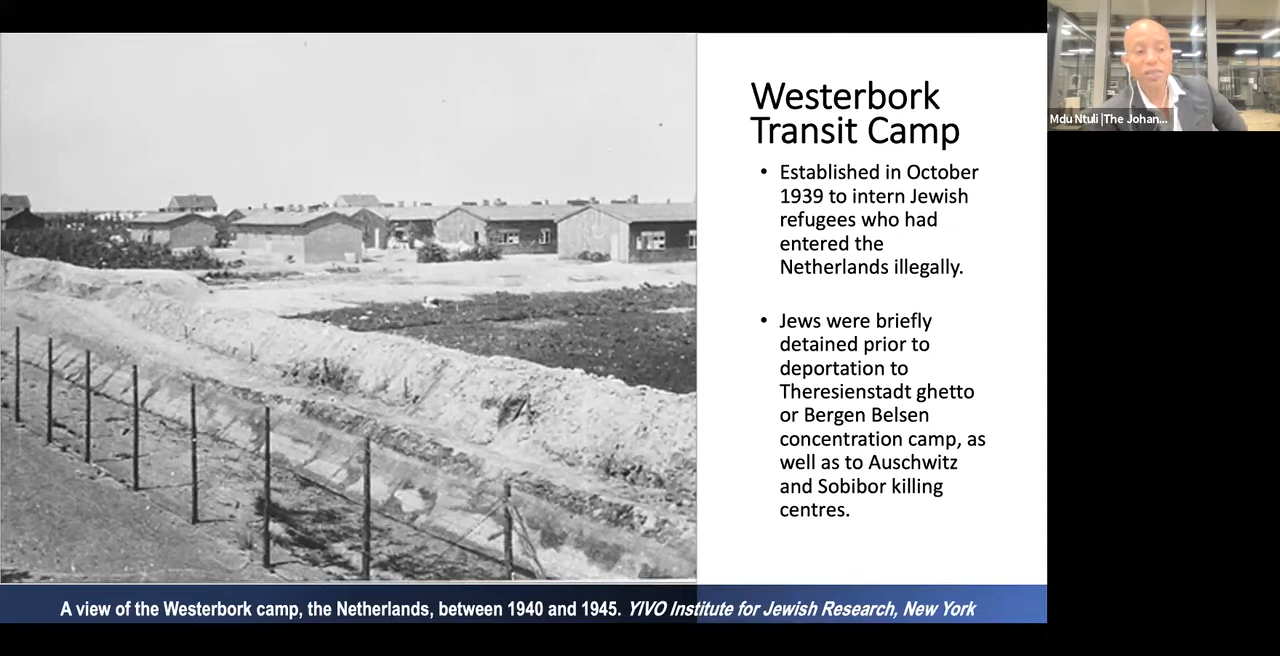 Westerbork
Transit Camp
• Established in October
1939 to intern Jewish
refugees who had
entered the
Netherlands illegally.
• Jews were briefly
detained prior to
deportation to
Theresienstadt ghetto
or Bergen Belsen
concentration camp, as
well as to Auschwitz
and Sobibor killing
centres.
A view of the Westerbork camp, the Netherlands, between 1940 and 1945. YIVO Institute for Jewish Research, New York
Mdu Ntuli |The Johan...